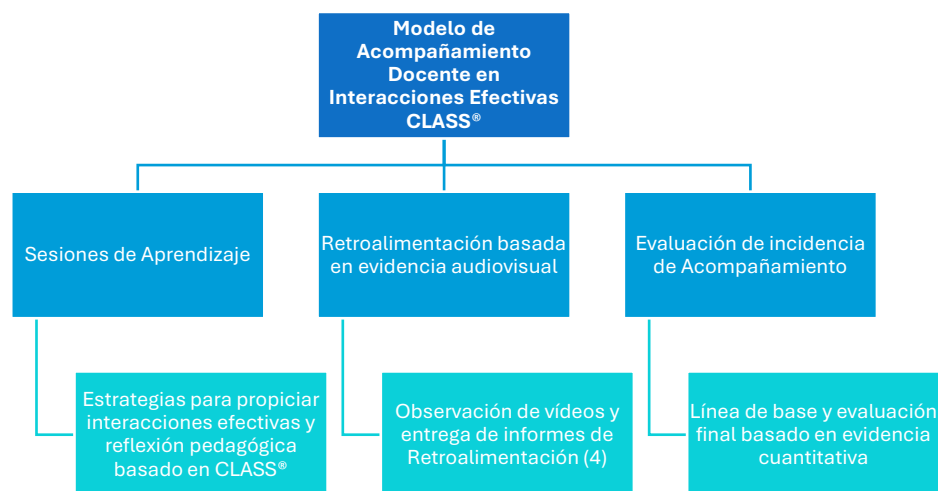 Modelo de
Acompañamiento
Docente en
Interacciones Efectivas
CLASS®
Sesiones de Aprendizaje
Retroalimentación basada
en evidencia audiovisual
Evaluación de incidencia
de Acompañamiento
Estrategias para propiciar
interacciones efectivas y
reflexión pedagógica
basado en CLASS®
Observación de vídeos y
entrega de informes de
Retroalimentación (4)
Línea de base y evaluación
final basado en evidencia
cuantitativa